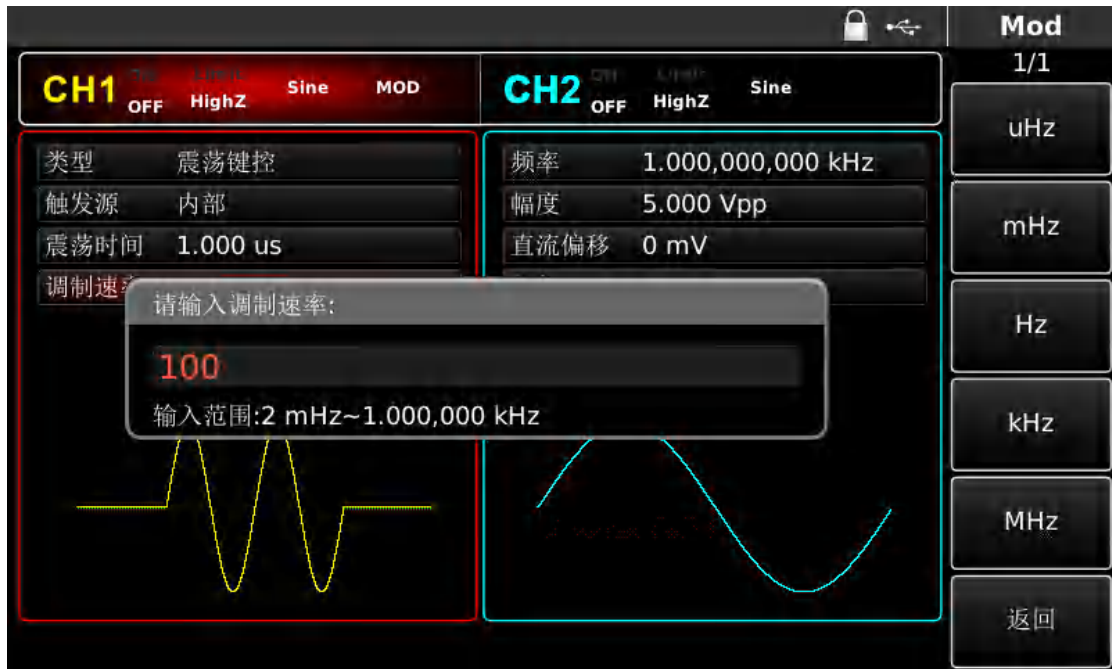 Mod
1/1
CH1 OFF HighZ Sine MOD
CH2 OFF HighZ Sine
类型 震荡键控
触发源 内部
震荡时间 1.000 us
调制速
频率 1.000,000,000 kHz
幅度 5.000 Vpp
直流偏移 0 mV
请输入调制速率:
100
输入范围:2 mHz~1.000,000 kHz
uHz
mHz
Hz
kHz
MHz
返回